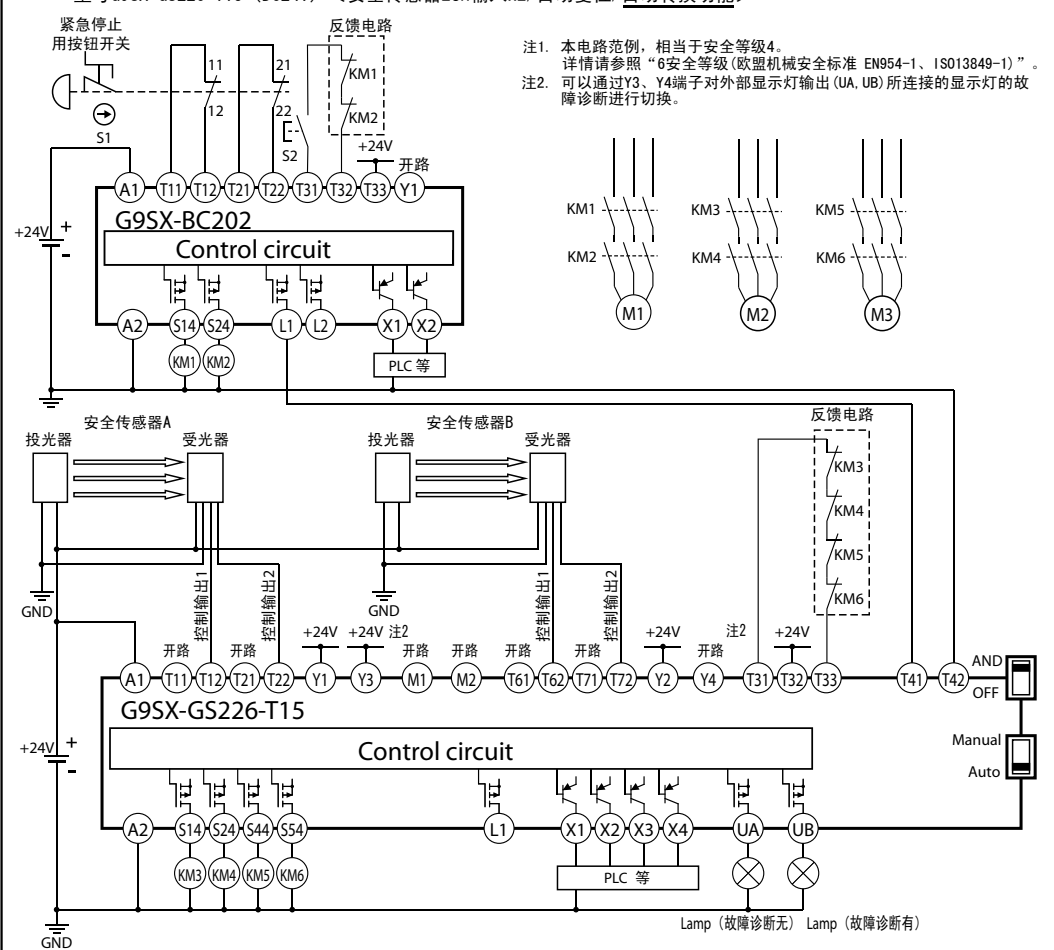 紧急停止
用按钮开关
反馈电路
注1. 本电路范例，相当于安全等级4。
详情请参照“6安全等级(欧盟机械安全标准 EN954-1、ISO13849-1)”。
注2. 可以通过Y3、Y4端子对外部显示灯输出(UA,UB)所连接的显示灯的故
障诊断进行切换。
11
21
KM1
12
22
KM2
S1
S2
+24V
开路
A1 T11 T12 T21 T22 T31 T32 T33 Y1
G9SX-BC202
+24V
+
-
Control circuit
A2 S14 S24 L1 L2 X1 X2
KM1 KM2
PLC 等
KM1 KM3 KM5
KM2 KM4 KM6
M1 M2 M3
安全传感器A
安全传感器B
投光器 受光器 投光器 受光器
反馈电路
KM3
KM4
KM5
KM6
GND
GND
控制输出1
控制输出2
控制输出1
控制输出2
开路 开路 +24V +24V 注2 开路 开路 开路 开路 +24V 开路 注2 +24V
A1 T11 T12 T21 T22 Y1 Y3 M1 M2 T61 T62 T71 T72 Y2 Y4 T31 T32 T33 T41 T42
AND
OFF
G9SX-GS226-T15
+24V
+
-
Control circuit
Manual
Auto
A2 S14 S24 S44 S54 L1 X1 X2 X3 X4 UA UB
KM3 KM4 KM5 KM6
PLC 等
Lamp（故障诊断无） Lamp（故障诊断有）
GND